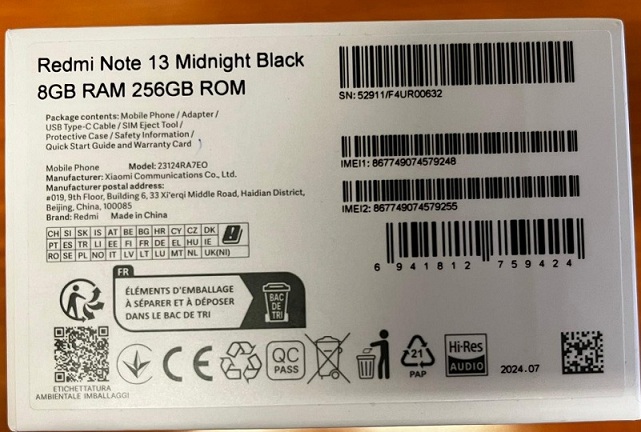 Redmi Note 13 Midnight Black
8GB RAM 256GB ROM
SN: 52911/F4UR00632
Package contents: Mobile Phone / Adapter /
USB Type-C Cable / SIM Eject Tool /
Protective Case / Safety Information /
Quick Start Guide and Warranty Card
IMEI1: 867749074579248
Mobile Phone Model: 23124RA7EO
Manufacturer: Xiaomi Communications Co., Ltd.
Manufacturer postal address:
#019, 9th Floor, Building 6, 33 Xi'erqi Middle Road, Haidian District,
Beijing, China, 100085
Brand: Redmi Made in China
IMEI2: 867749074579255
CH SI SK IS AT BE BG HR CY CZ DK
PT ES TR LI EE FI FR DE EL HU IE
RO SE PL NO IT LV LT LU MT NL UK(NI)
6 941812 759424
FR
ÉLÉMENTS D'EMBALLAGE
À SÉPARER ET À DÉPOSER
DANS LE BAC DE TRI
BAC
DE
TRI
CE
QC
PASS
21
PAP
Hi-Res
AUDIO
2024.07
ETICHETTATURA
AMBIENTALE IMBALLAGGI